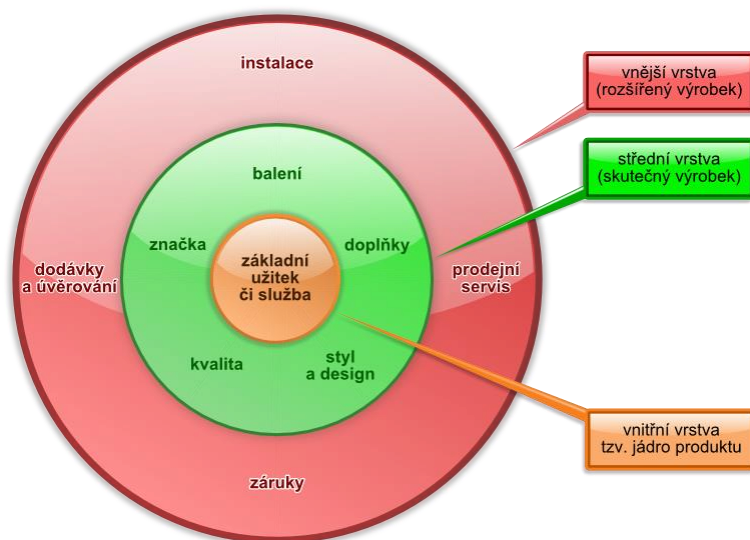 instalace
vnější vrstva
(rozšířený výrobek)
střední vrstva
(skutečný výrobek)
balení
značka
doplňky
základní
užitek
či služba
dodávky
a úvěrování
prodejní
servis
kvalita
styl
a design
vnitřní vrstva
tzv. jádro produktu
záruky